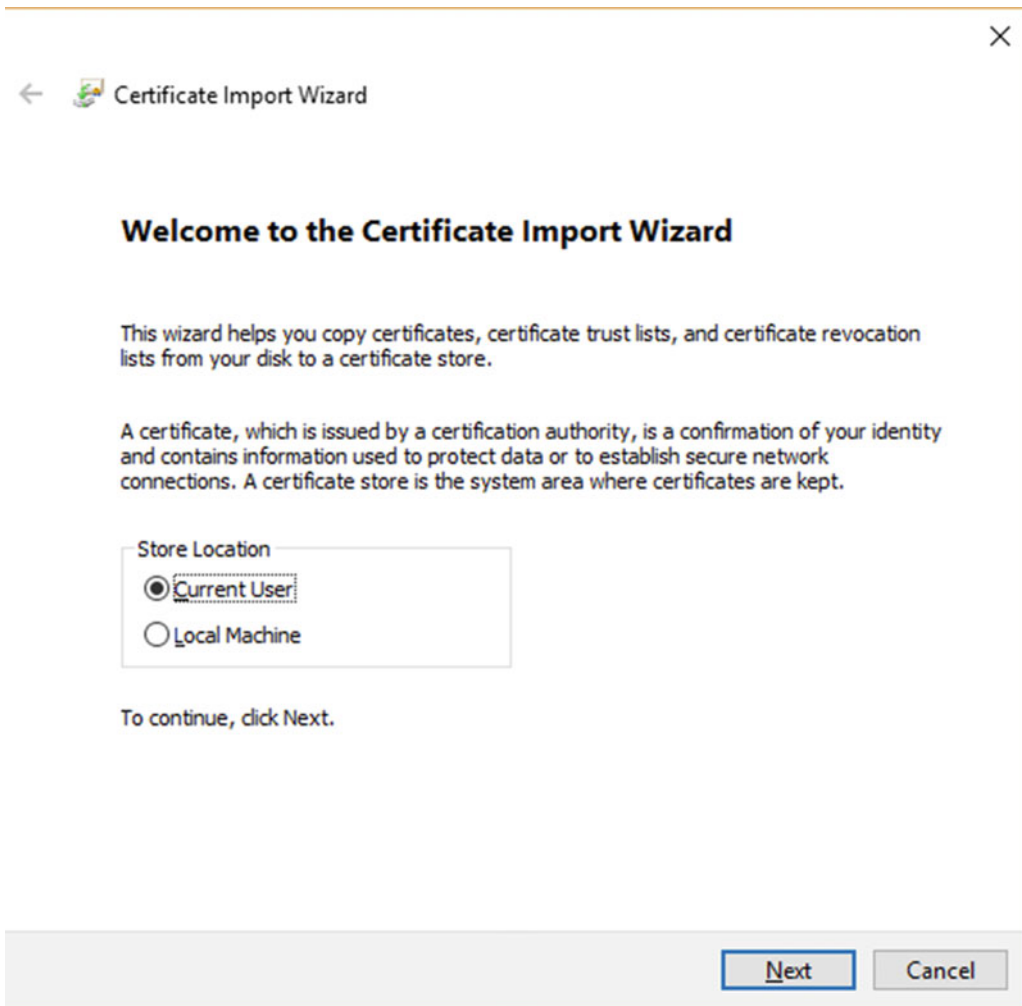 Certificate Import Wizard
Welcome to the Certificate Import Wizard
This wizard helps you copy certificates, certificate trust lists, and certificate revocation
lists from your disk to a certificate store.
A certificate, which is issued by a certification authority, is a confirmation of your identity
and contains information used to protect data or to establish secure network
connections. A certificate store is the system area where certificates are kept.
Store Location
Current User
Local Machine
To continue, click Next.
Next Cancel